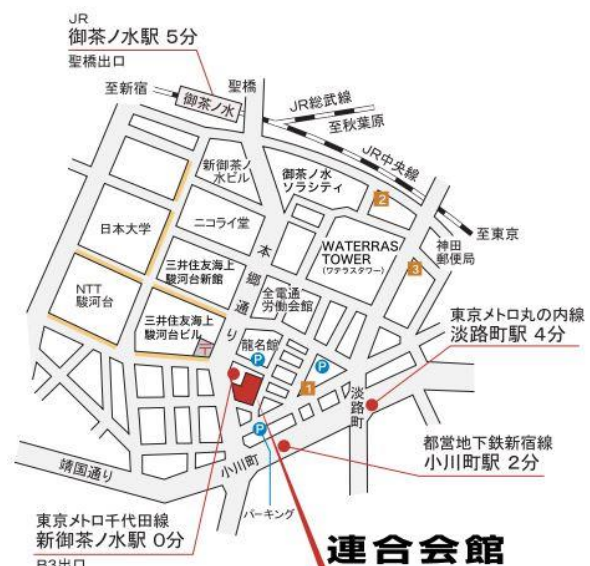 JR
御茶ノ水駅 5分
聖橋出口
至新宿
聖橋
御茶ノ水
JR総武線
至秋葉原
JR中央線
新御茶ノ
水ビル
御茶ノ水
ソラシティ
2
至東京
日本大学
ニコライ堂
本郷通り
WATERRAS
TOWER
(ワテラスタワー)
3
神田
郵便局
三井住友海上
駿河台新館
NTT
駿河台
全電通
労働会館
三井住友海上
駿河台ビル
〒
龍名館
P
P
1
東京メトロ丸の内線
淡路町駅 4分
淡路町
P
都営地下鉄新宿線
小川町駅 2分
靖国通り
小川町
パーキング
東京メトロ千代田線
新御茶ノ水駅 0分
B3出口
連合会館